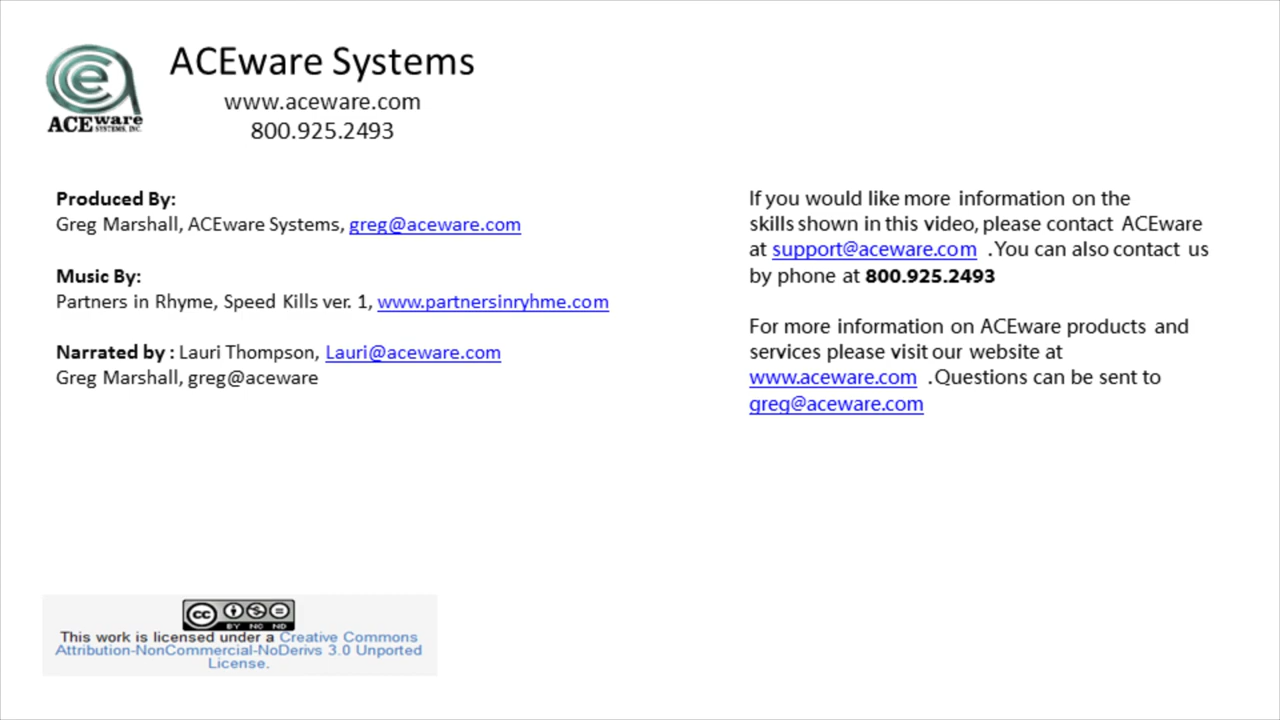 ACEware Systems
www.aceware.com
800.925.2493
ACEware
SYSTEMS, INC.
Produced By:
Greg Marshall, ACEware Systems, greg@aceware.com
Music By:
Partners in Rhyme, Speed Kills ver. 1, www.partnersinryhme.com
Narrated by : Lauri Thompson, Lauri@aceware.com
Greg Marshall, greg@aceware
If you would like more information on the
skills shown in this video, please contact ACEware
at support@aceware.com .You can also contact us
by phone at 800.925.2493
For more information on ACEware products and
services please visit our website at
www.aceware.com .Questions can be sent to
greg@aceware.com
cc
BY NC ND
This work is licensed under a Creative Commons
Attribution-NonCommercial-NoDerivs 3.0 Unported
License.